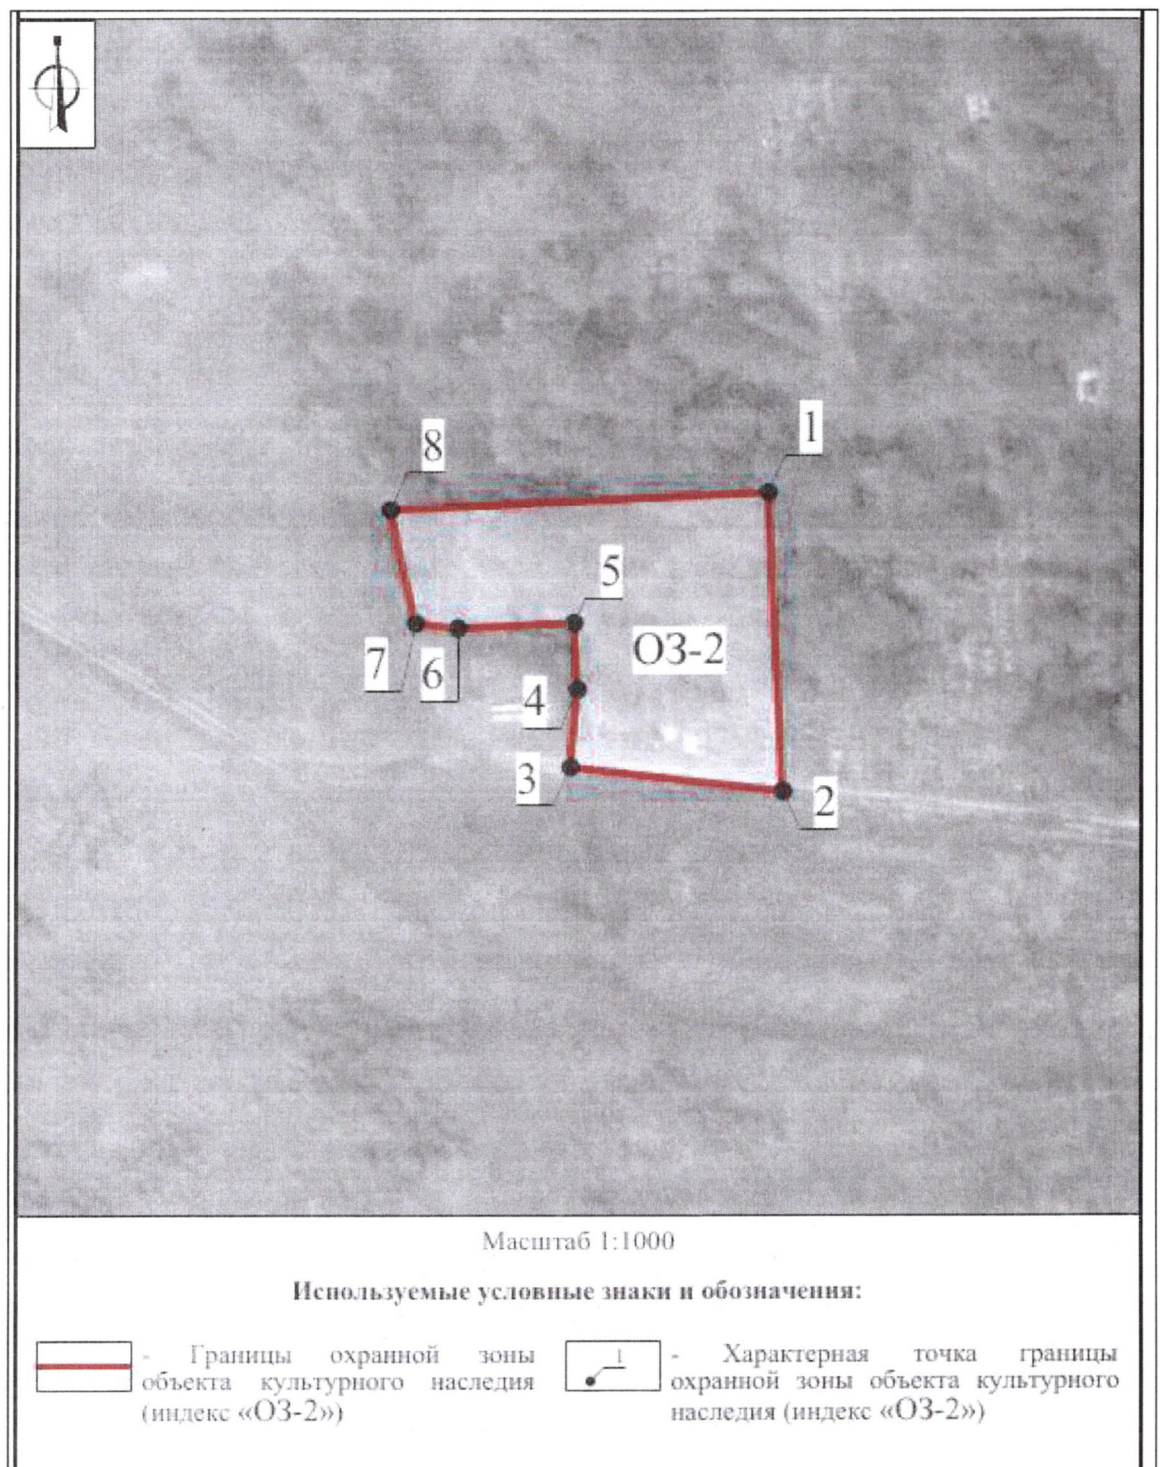 8
1
5
ОЗ-2
7
6
4
3
2
Масштаб 1:1000
Используемые условные знаки и обозначения:
- Границы охранной зоны
объекта культурного наследия
(индекс «ОЗ-2»)
1
- Характерная точка границы
охранной зоны объекта культурного
наследия (индекс «ОЗ-2»)